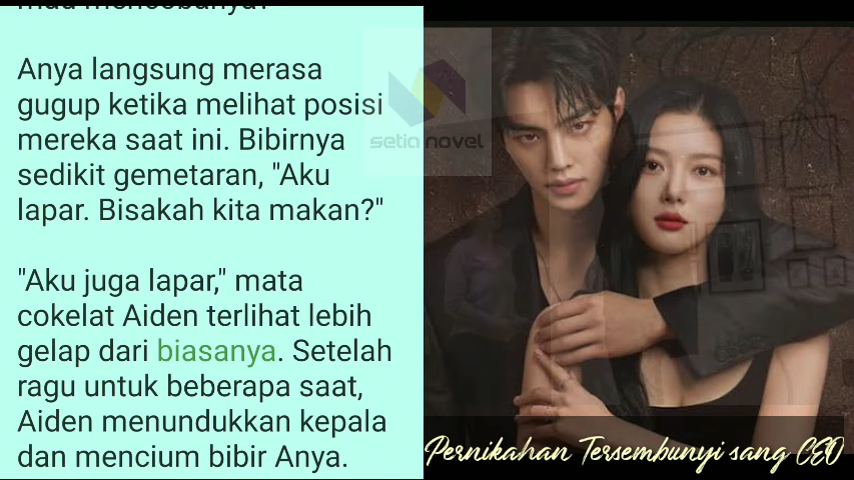 Anya langsung merasa
gugup ketika melihat posisi
mereka saat ini. Bibirnya
sedikit gemetaran, "Aku
lapar. Bisakah kita makan?"
"Aku juga lapar," mata
cokelat Aiden terlihat lebih
gelap dari biasanya. Setelah
ragu untuk beberapa saat,
Aiden menundukkan kepala
dan mencium bibir Anya.
setia novel
Pernikahan Tersembunyi sang CEO